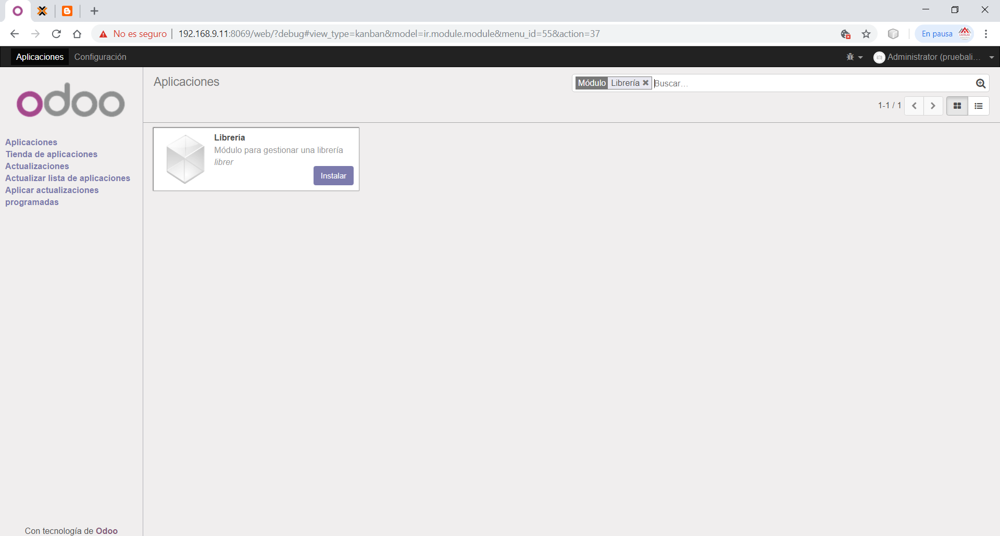 No es seguro
192.168.9.11:8069/web/?debug#view_type=kanban&model=ir.module.module&menu_id=55&action=37
En pausa
Aplicaciones
Configuración
Administrator (pruebali...
odoo
Aplicaciones
Tienda de aplicaciones
Actualizaciones
Actualizar lista de aplicaciones
Aplicar actualizaciones
programadas
Con tecnología de Odoo
Aplicaciones
Módulo Librería Buscar...
1-1 / 1
Librería
Módulo para gestionar una librería
librer
Instalar